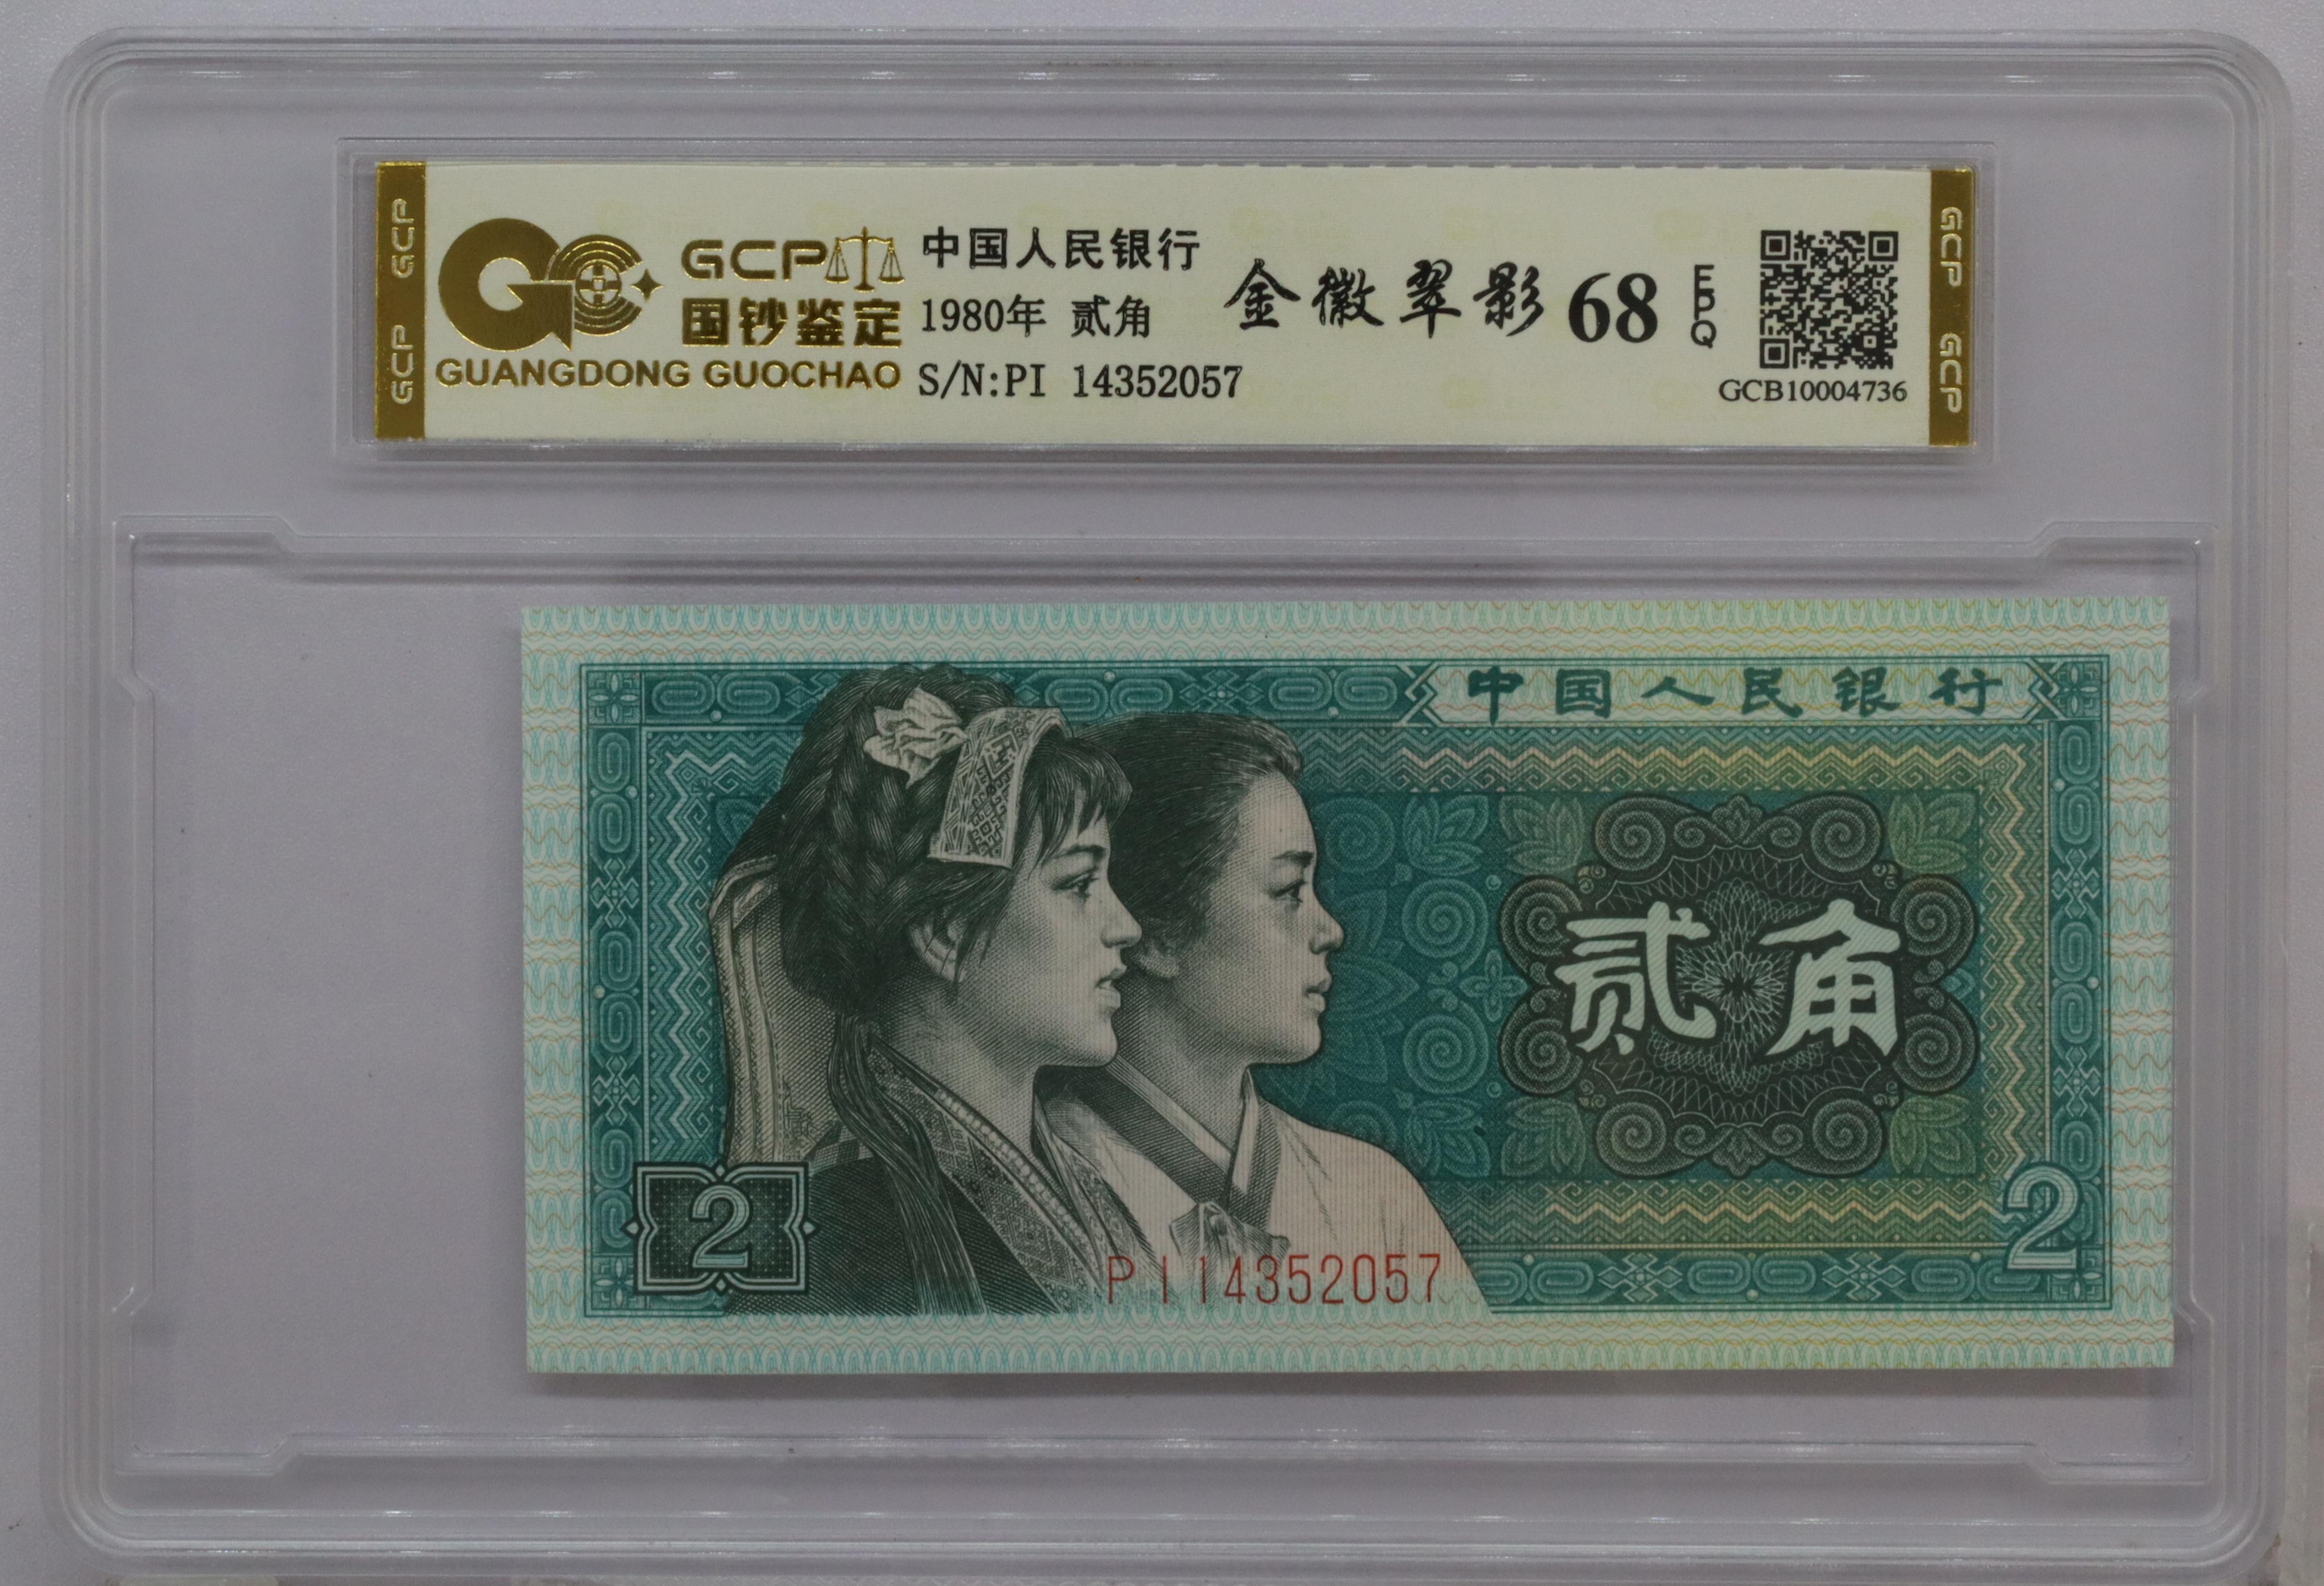 GCP
GCP
GCP
国钞鉴定
GUANGDONG GUOCHAO
中国人民银行
1980年 贰角
S/N:PI 14352057
金徽翠影 68
EPQ
GCB10004736
GCP
GCP
中国人民银行
贰角
2
2
PI14352057